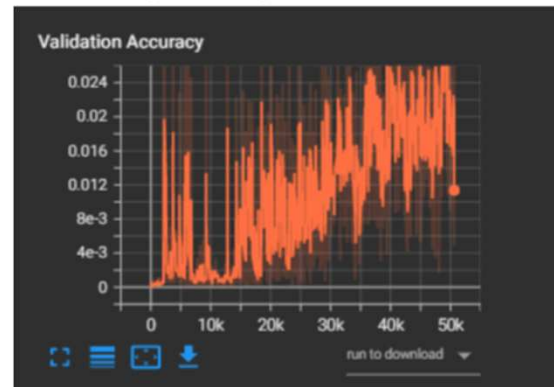 Validation Accuracy
0.024
0.02
0.016
0.012
8e-3
4e-3
0
0 10k 20k 30k 40k 50k
run to download